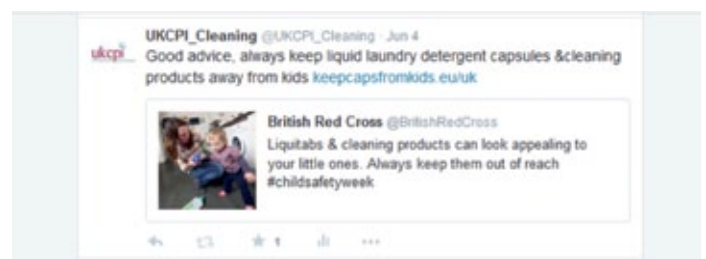 UKCPI_Cleaning @UKCPI_Cleaning · Jun 4
ukcpi
Good advice, always keep liquid laundry detergent capsules &cleaning
products away from kids keepcapsfromkids.eu/uk
British Red Cross @BritishRedCross
Liquitabs & cleaning products can look appealing to
your little ones. Always keep them out of reach
#childsafetyweek
1